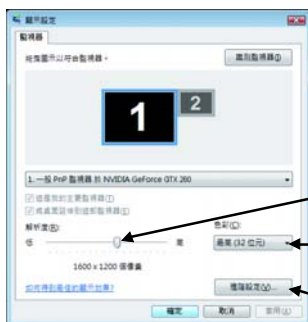 顯示設定
監視器
拖曳圖示以符合監視器。
識別監視器(I)
1
2
1. 一般 PnP 監視器 於 NVIDIA GeForce GTX 260
這是我的主要監視器(T)
將桌面延伸到這部監視器(E)
解析度(R):
色彩(C):
低
高
最高 (32 位元)
1600 x 1200 個像素
如何得到最佳的顯示效果?
進階設定(V)...
確定
取消
套用(A)